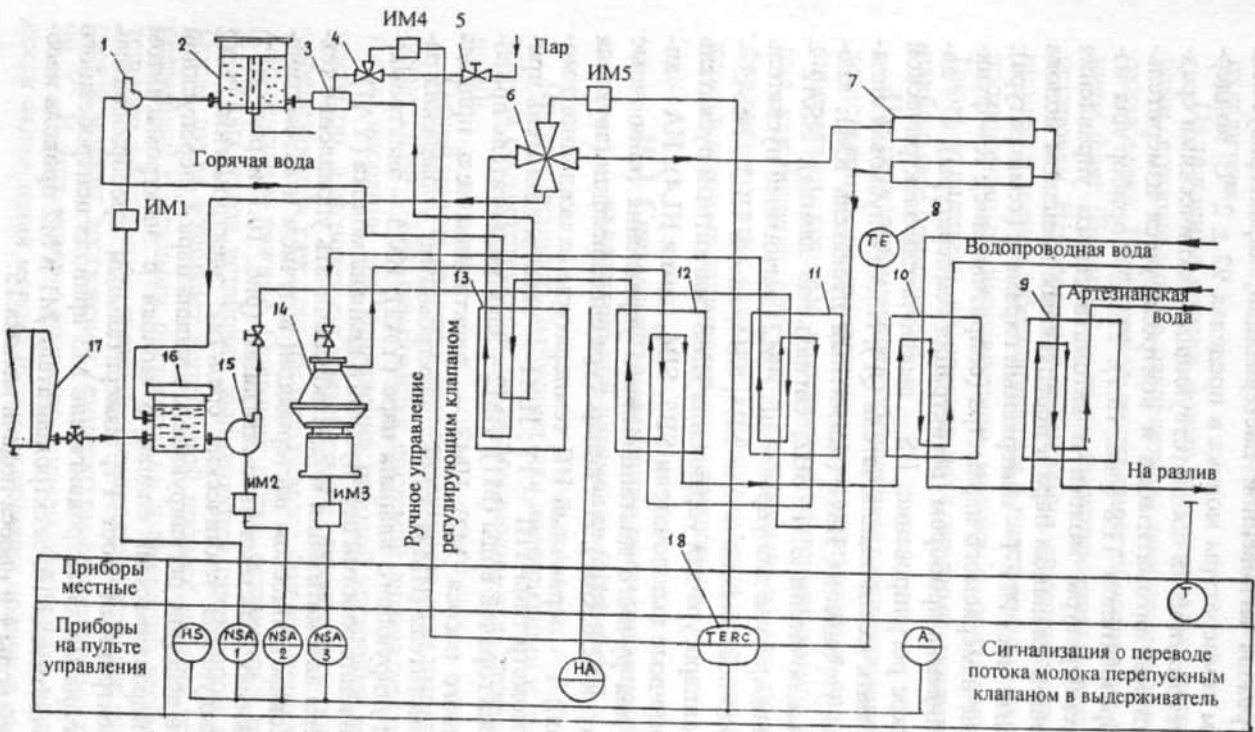 ИМ4
1
2
3
4
5
Пар
ИМ5
7
6
Горячая вода
8
TE
ИМ1
Водопроводная вода
10
9
13
12
11
Артезианская
вода
14
17
16
15
На разлив
ИМ2
ИМ3
Ручное управление
регулирующим клапаном
18
Приборы
местные
T
Приборы
на пульте
управления
HS
NSA
1
NSA
2
NSA
3
HA
TERC
A
Сигнализация о переводе
потока молока перепускным
клапаном в выдерживатель